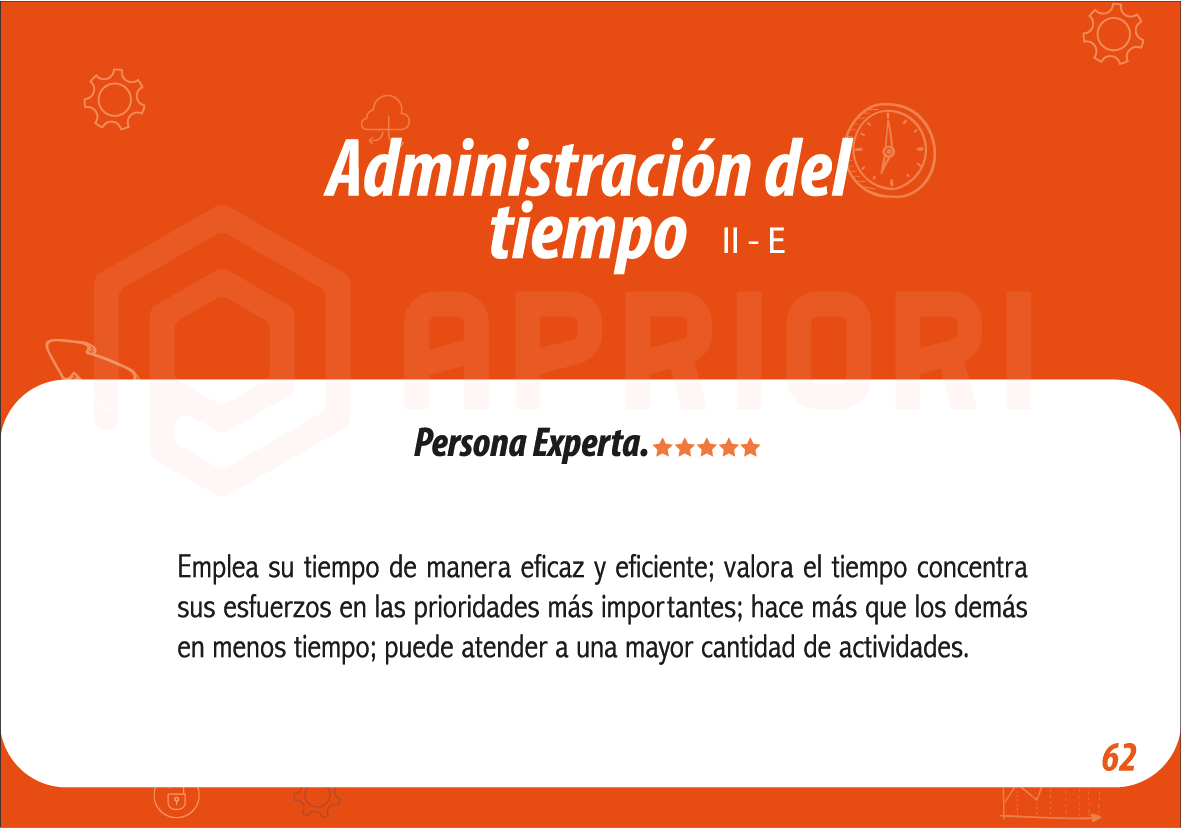 Administración del
tiempo II - E
APRIORI
Persona Experta.
Emplea su tiempo de manera eficaz y eficiente; valora el tiempo concentra
sus esfuerzos en las prioridades más importantes; hace más que los demás
en menos tiempo; puede atender a una mayor cantidad de actividades.
62